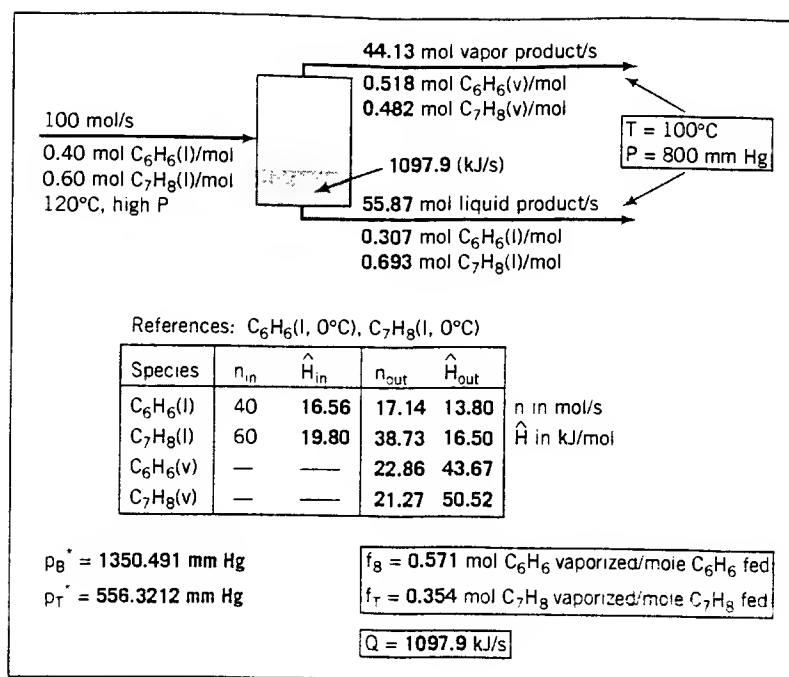 44.13 mol vapor product/s
0.518 mol C₆H₆(v)/mol
0.482 mol C₇H₈(v)/mol
100 mol/s
0.40 mol C₆H₆(l)/mol
0.60 mol C₇H₈(l)/mol
120°C, high P
T = 100°C
P = 800 mm Hg
1097.9 (kJ/s)
55.87 mol liquid product/s
0.307 mol C₆H₆(l)/mol
0.693 mol C₇H₈(l)/mol
References: C₆H₆(l, 0°C), C₇H₈(l, 0°C)
Species n_in Ĥ_in n_out Ĥ_out
C₆H₆(l) 40 16.56 17.14 13.80 n in mol/s
C₇H₈(l) 60 19.80 38.73 16.50 Ĥ in kJ/mol
C₆H₆(v) — — 22.86 43.67
C₇H₈(v) — — 21.27 50.52
p_B* = 1350.491 mm Hg
p_T* = 556.3212 mm Hg
f_B = 0.571 mol C₆H₆ vaporized/mole C₆H₆ fed
f_T = 0.354 mol C₇H₈ vaporized/mole C₇H₈ fed
Q = 1097.9 kJ/s